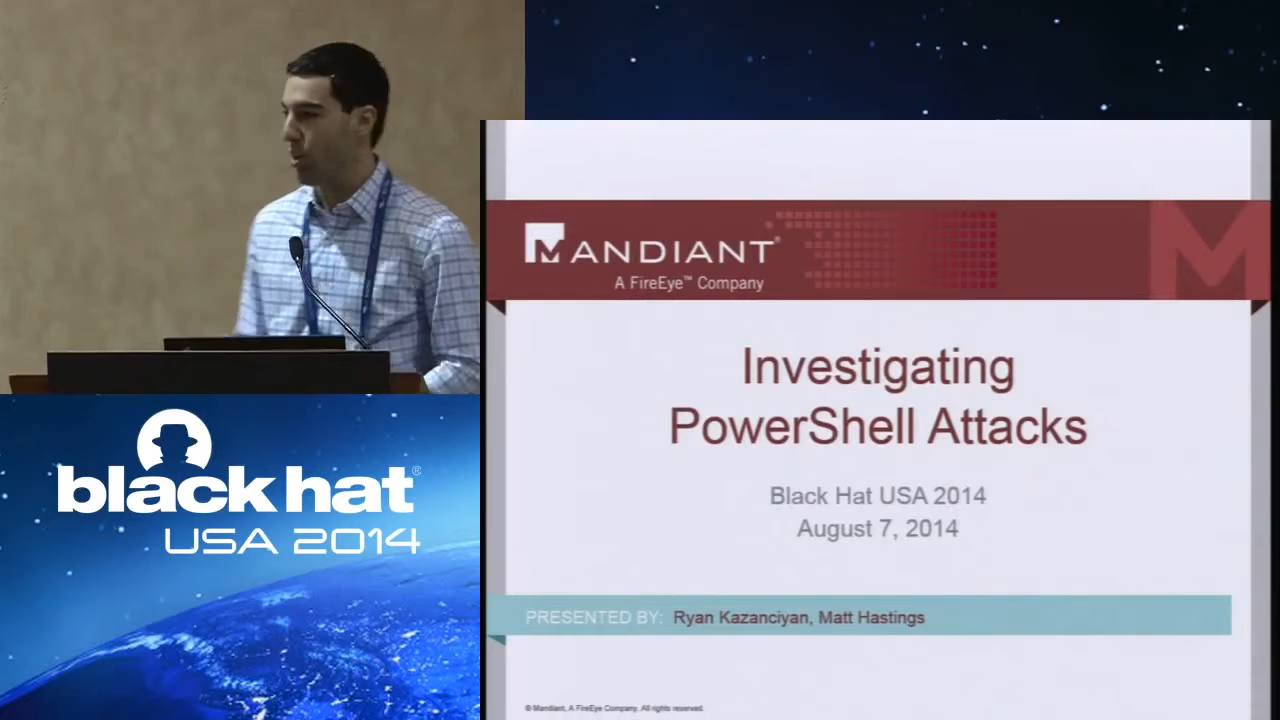 MANDIANT®
A FireEye™ Company
M
Investigating
PowerShell Attacks
Black Hat USA 2014
August 7, 2014
PRESENTED BY: Ryan Kazanciyan, Matt Hastings
© Mandiant, A FireEye Company. All rights reserved.
black hat®
USA 2014